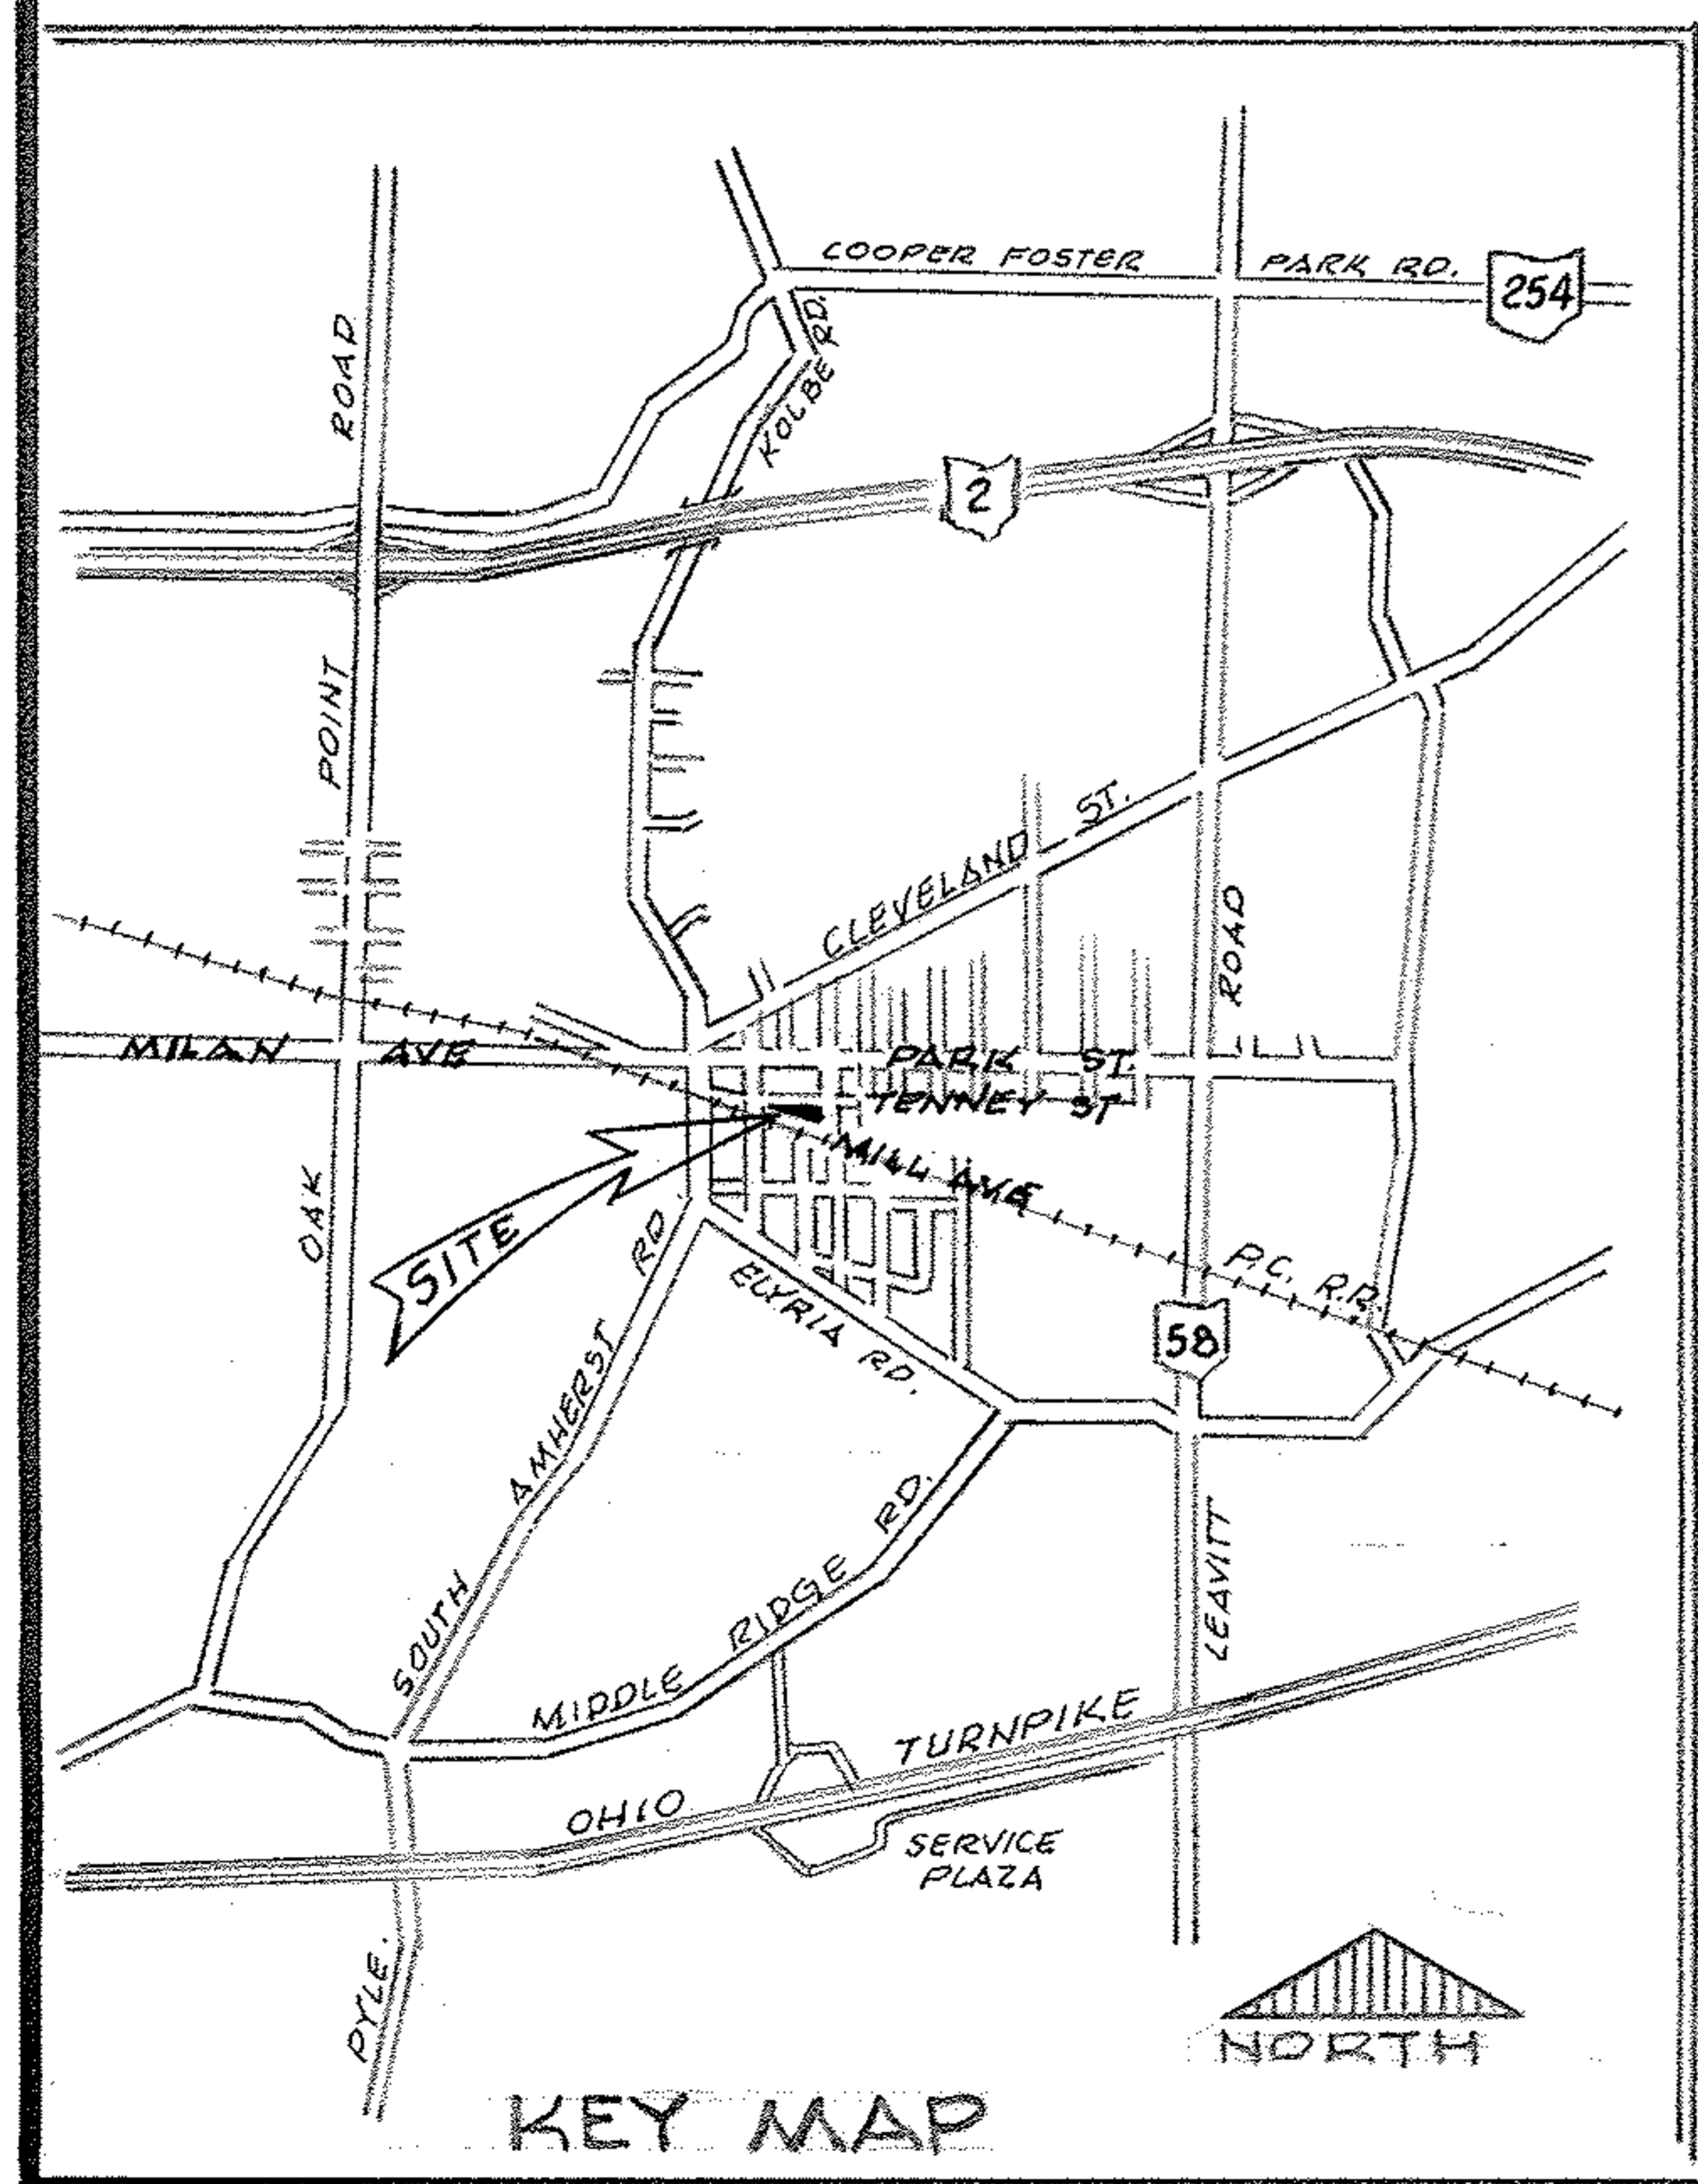 COOPER FOSTER PARK RD.
254
KOLBE RD.
2
OAK POINT ROAD
CLEVELAND ST.
MILAN AVE
PARK ST.
TENNEY ST
MILL AVE
SITE
P.C. R.R.
ELYRIA RD.
58
LEAVITT ROAD
SOUTH AMHERST RD
MIDDLE RIDGE RD.
OHIO TURNPIKE
SERVICE
PLAZA
PYLE.
NORTH
KEY MAP